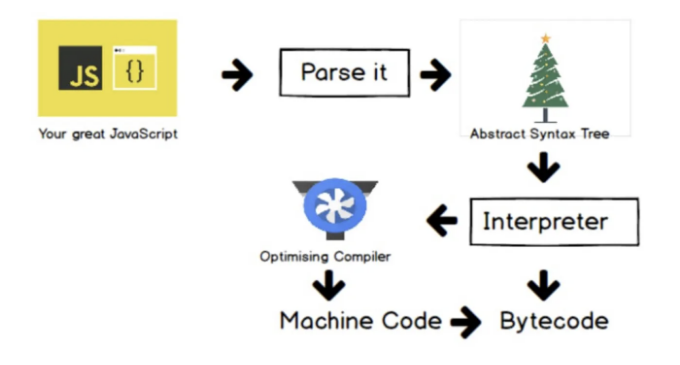 JS
{}
Parse it
Your great JavaScript
Abstract Syntax Tree
Interpreter
Optimising Compiler
Machine Code
Bytecode